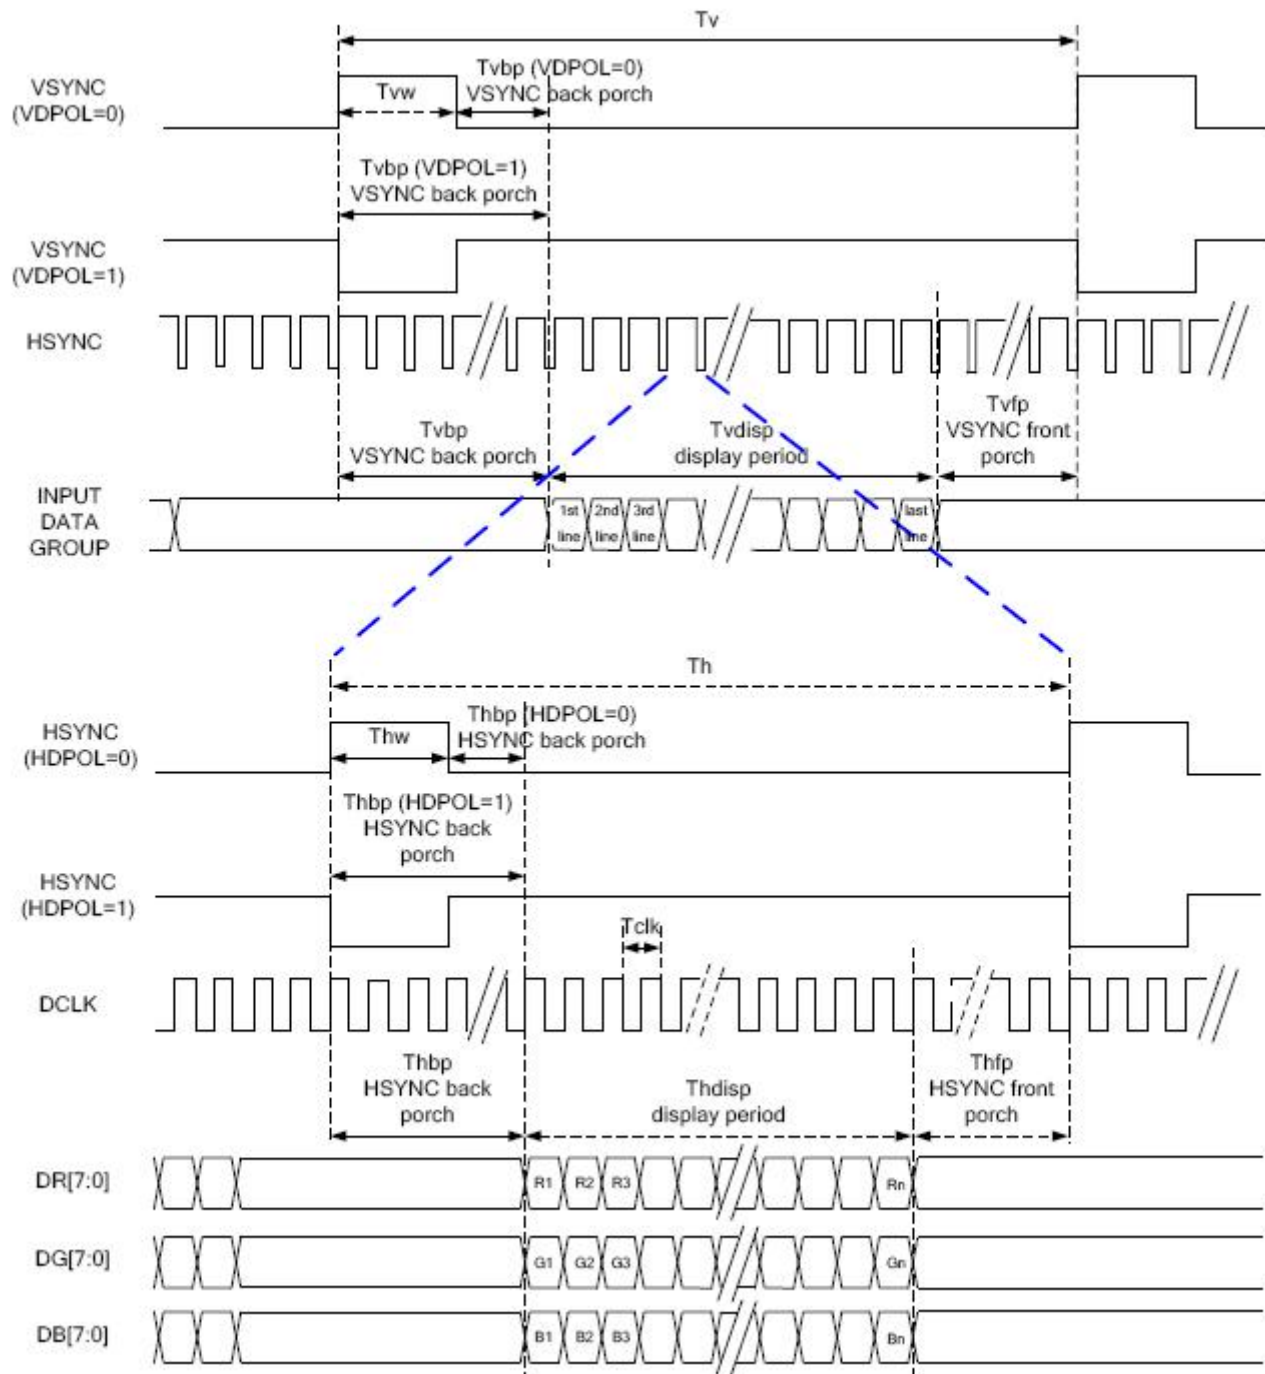 Tv
VSYNC
(VDPOL=0)
Tvw
Tvbp (VDPOL=0)
VSYNC back porch
Tvbp (VDPOL=1)
VSYNC back porch
VSYNC
(VDPOL=1)
HSYNC
Tvbp
VSYNC back porch
Tvdisp
display period
Tvfp
VSYNC front
porch
INPUT
DATA
GROUP
1st
line
2nd
line
3rd
line
last
line
Th
HSYNC
(HDPOL=0)
Thw
Thbp (HDPOL=0)
HSYNC back porch
Thbp (HDPOL=1)
HSYNC back
porch
HSYNC
(HDPOL=1)
Tclk
DCLK
Thbp
HSYNC back
porch
Thdisp
display period
Thfp
HSYNC front
porch
DR[7:0]
R1 R2 R3 Rn
DG[7:0]
G1 G2 G3 Gn
DB[7:0]
B1 B2 B3 Bn